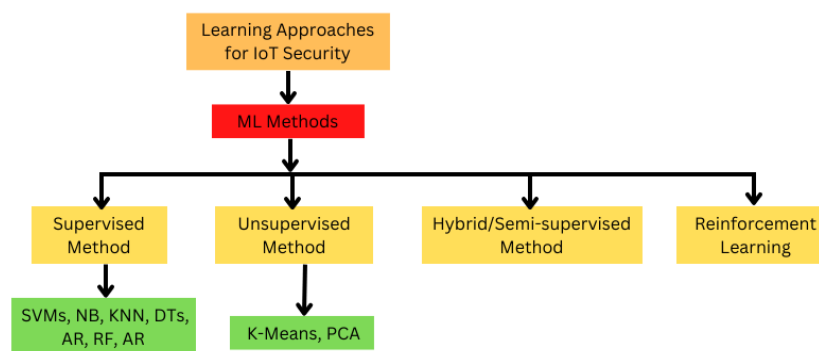 Learning Approaches
for IoT Security
ML Methods
Supervised
Method
Unsupervised
Method
Hybrid/Semi-supervised
Method
Reinforcement
Learning
SVMs, NB, KNN, DTs,
AR, RF, AR
K-Means, PCA